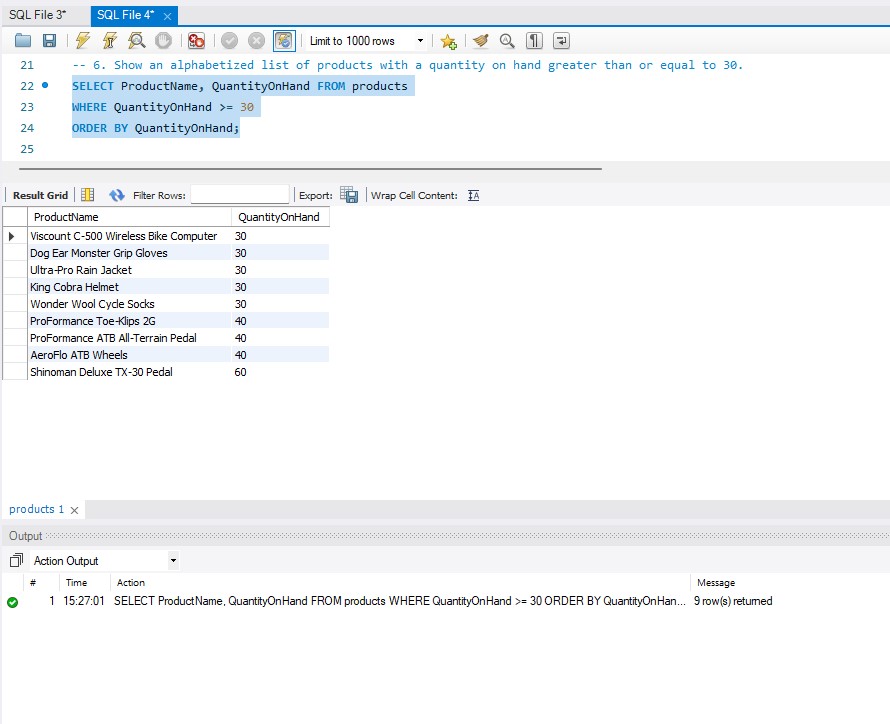 SQL File 3* SQL File 4*
Limit to 1000 rows
21 -- 6. Show an alphabetized list of products with a quantity on hand greater than or equal to 30.
22 SELECT ProductName, QuantityOnHand FROM products
23 WHERE QuantityOnHand >= 30
24 ORDER BY QuantityOnHand;
25
Result Grid Filter Rows: Export: Wrap Cell Content:
ProductName QuantityOnHand
Viscount C-500 Wireless Bike Computer 30
Dog Ear Monster Grip Gloves 30
Ultra-Pro Rain Jacket 30
King Cobra Helmet 30
Wonder Wool Cycle Socks 30
ProFormance Toe-Klips 2G 40
ProFormance ATB All-Terrain Pedal 40
AeroFlo ATB Wheels 40
Shinoman Deluxe TX-30 Pedal 60
products 1
Output
Action Output
# Time Action Message
1 15:27:01 SELECT ProductName, QuantityOnHand FROM products WHERE QuantityOnHand >= 30 ORDER BY QuantityOnHan... 9 row(s) returned